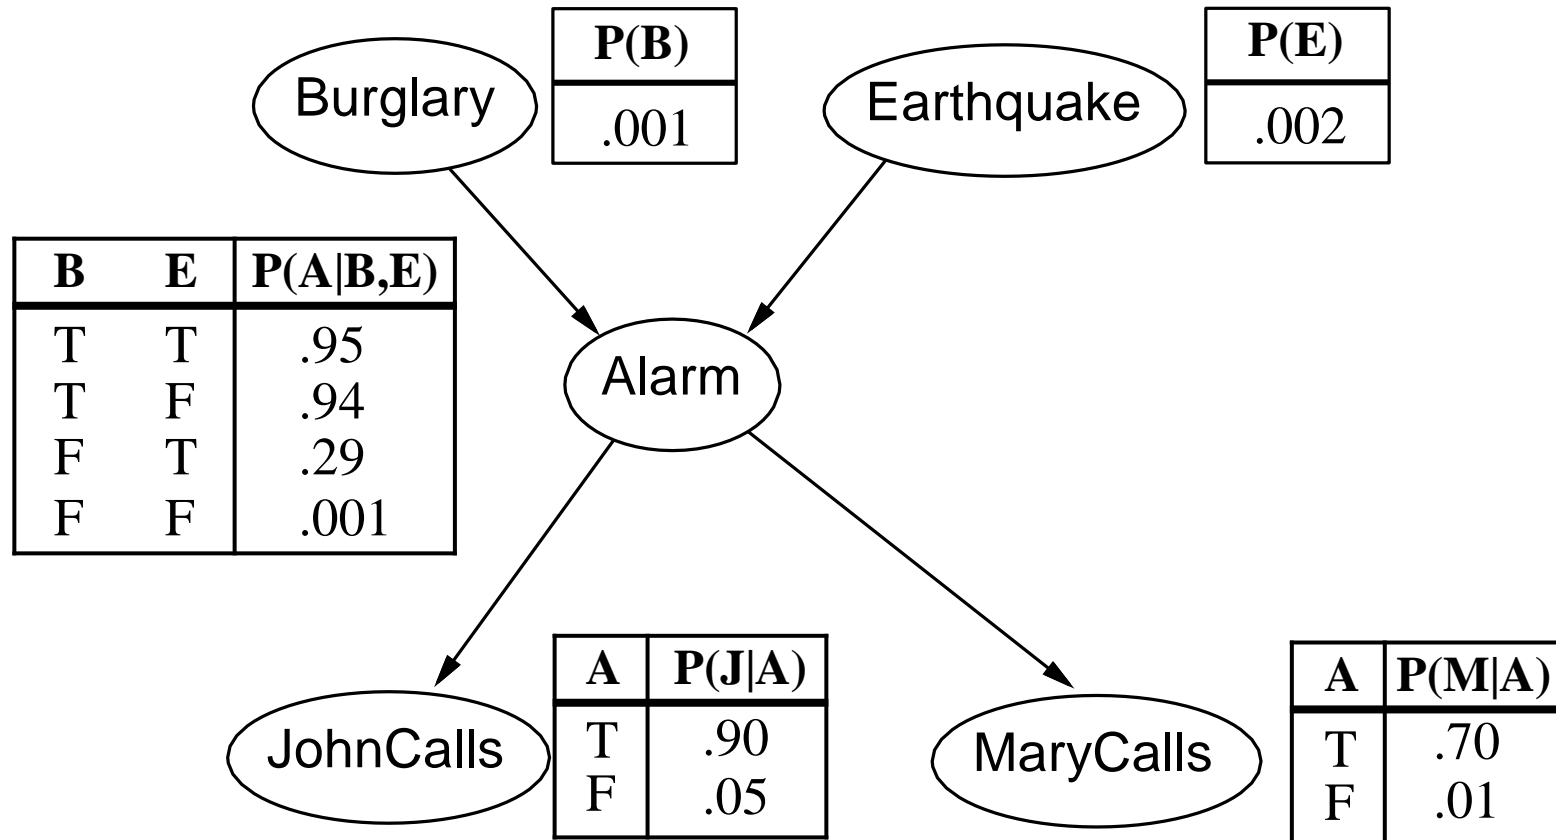 Burglary
P(B)
.001
Earthquake
P(E)
.002
B E P(A|B,E)
T T .95
T F .94
F T .29
F F .001
Alarm
JohnCalls
A P(J|A)
T .90
F .05
MaryCalls
A P(M|A)
T .70
F .01